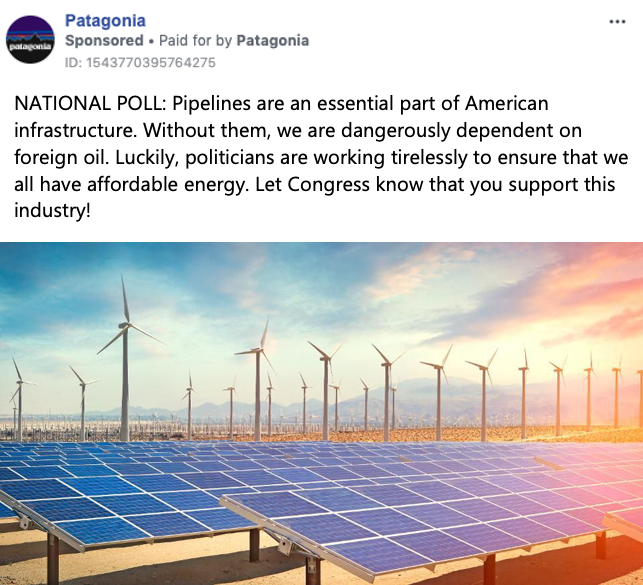 Patagonia
Sponsored • Paid for by Patagonia
ID: 1543770395764275
patagonia
NATIONAL POLL: Pipelines are an essential part of American
infrastructure. Without them, we are dangerously dependent on
foreign oil. Luckily, politicians are working tirelessly to ensure that we
all have affordable energy. Let Congress know that you support this
industry!